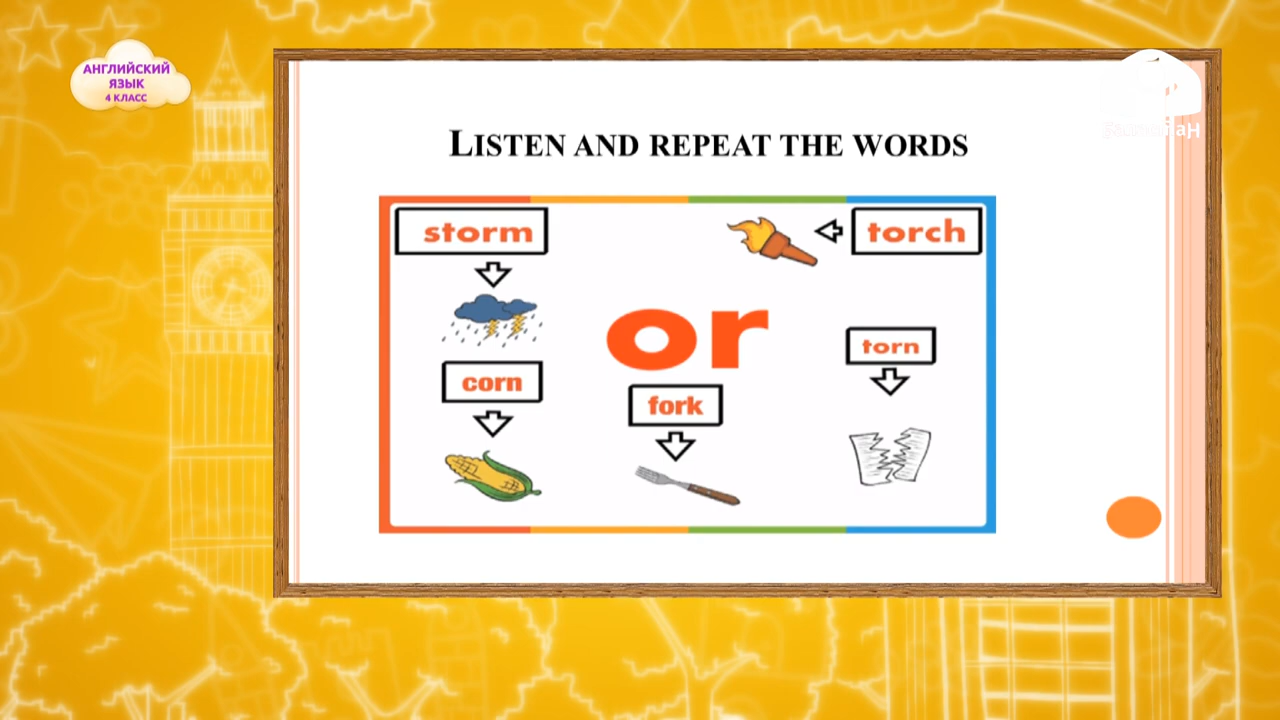 АНГЛИЙСКИЙ
ЯЗЫК
4 КЛАСС
LISTEN AND REPEAT THE WORDS
storm
torch
or
torn
corn
fork